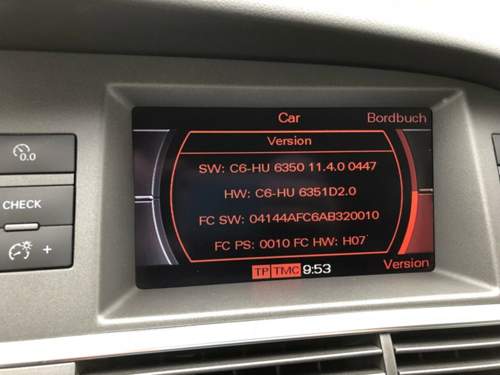 Car Bordbuch
Version
0.0
SW: C6-HU 6350 11.4.0 0447
HW: C6-HU 6351D2.0
CHECK
FC SW: 04144AFC6AB320010
FC PS: 0010 FC HW: H07
+
TP TMC 9:53 Version